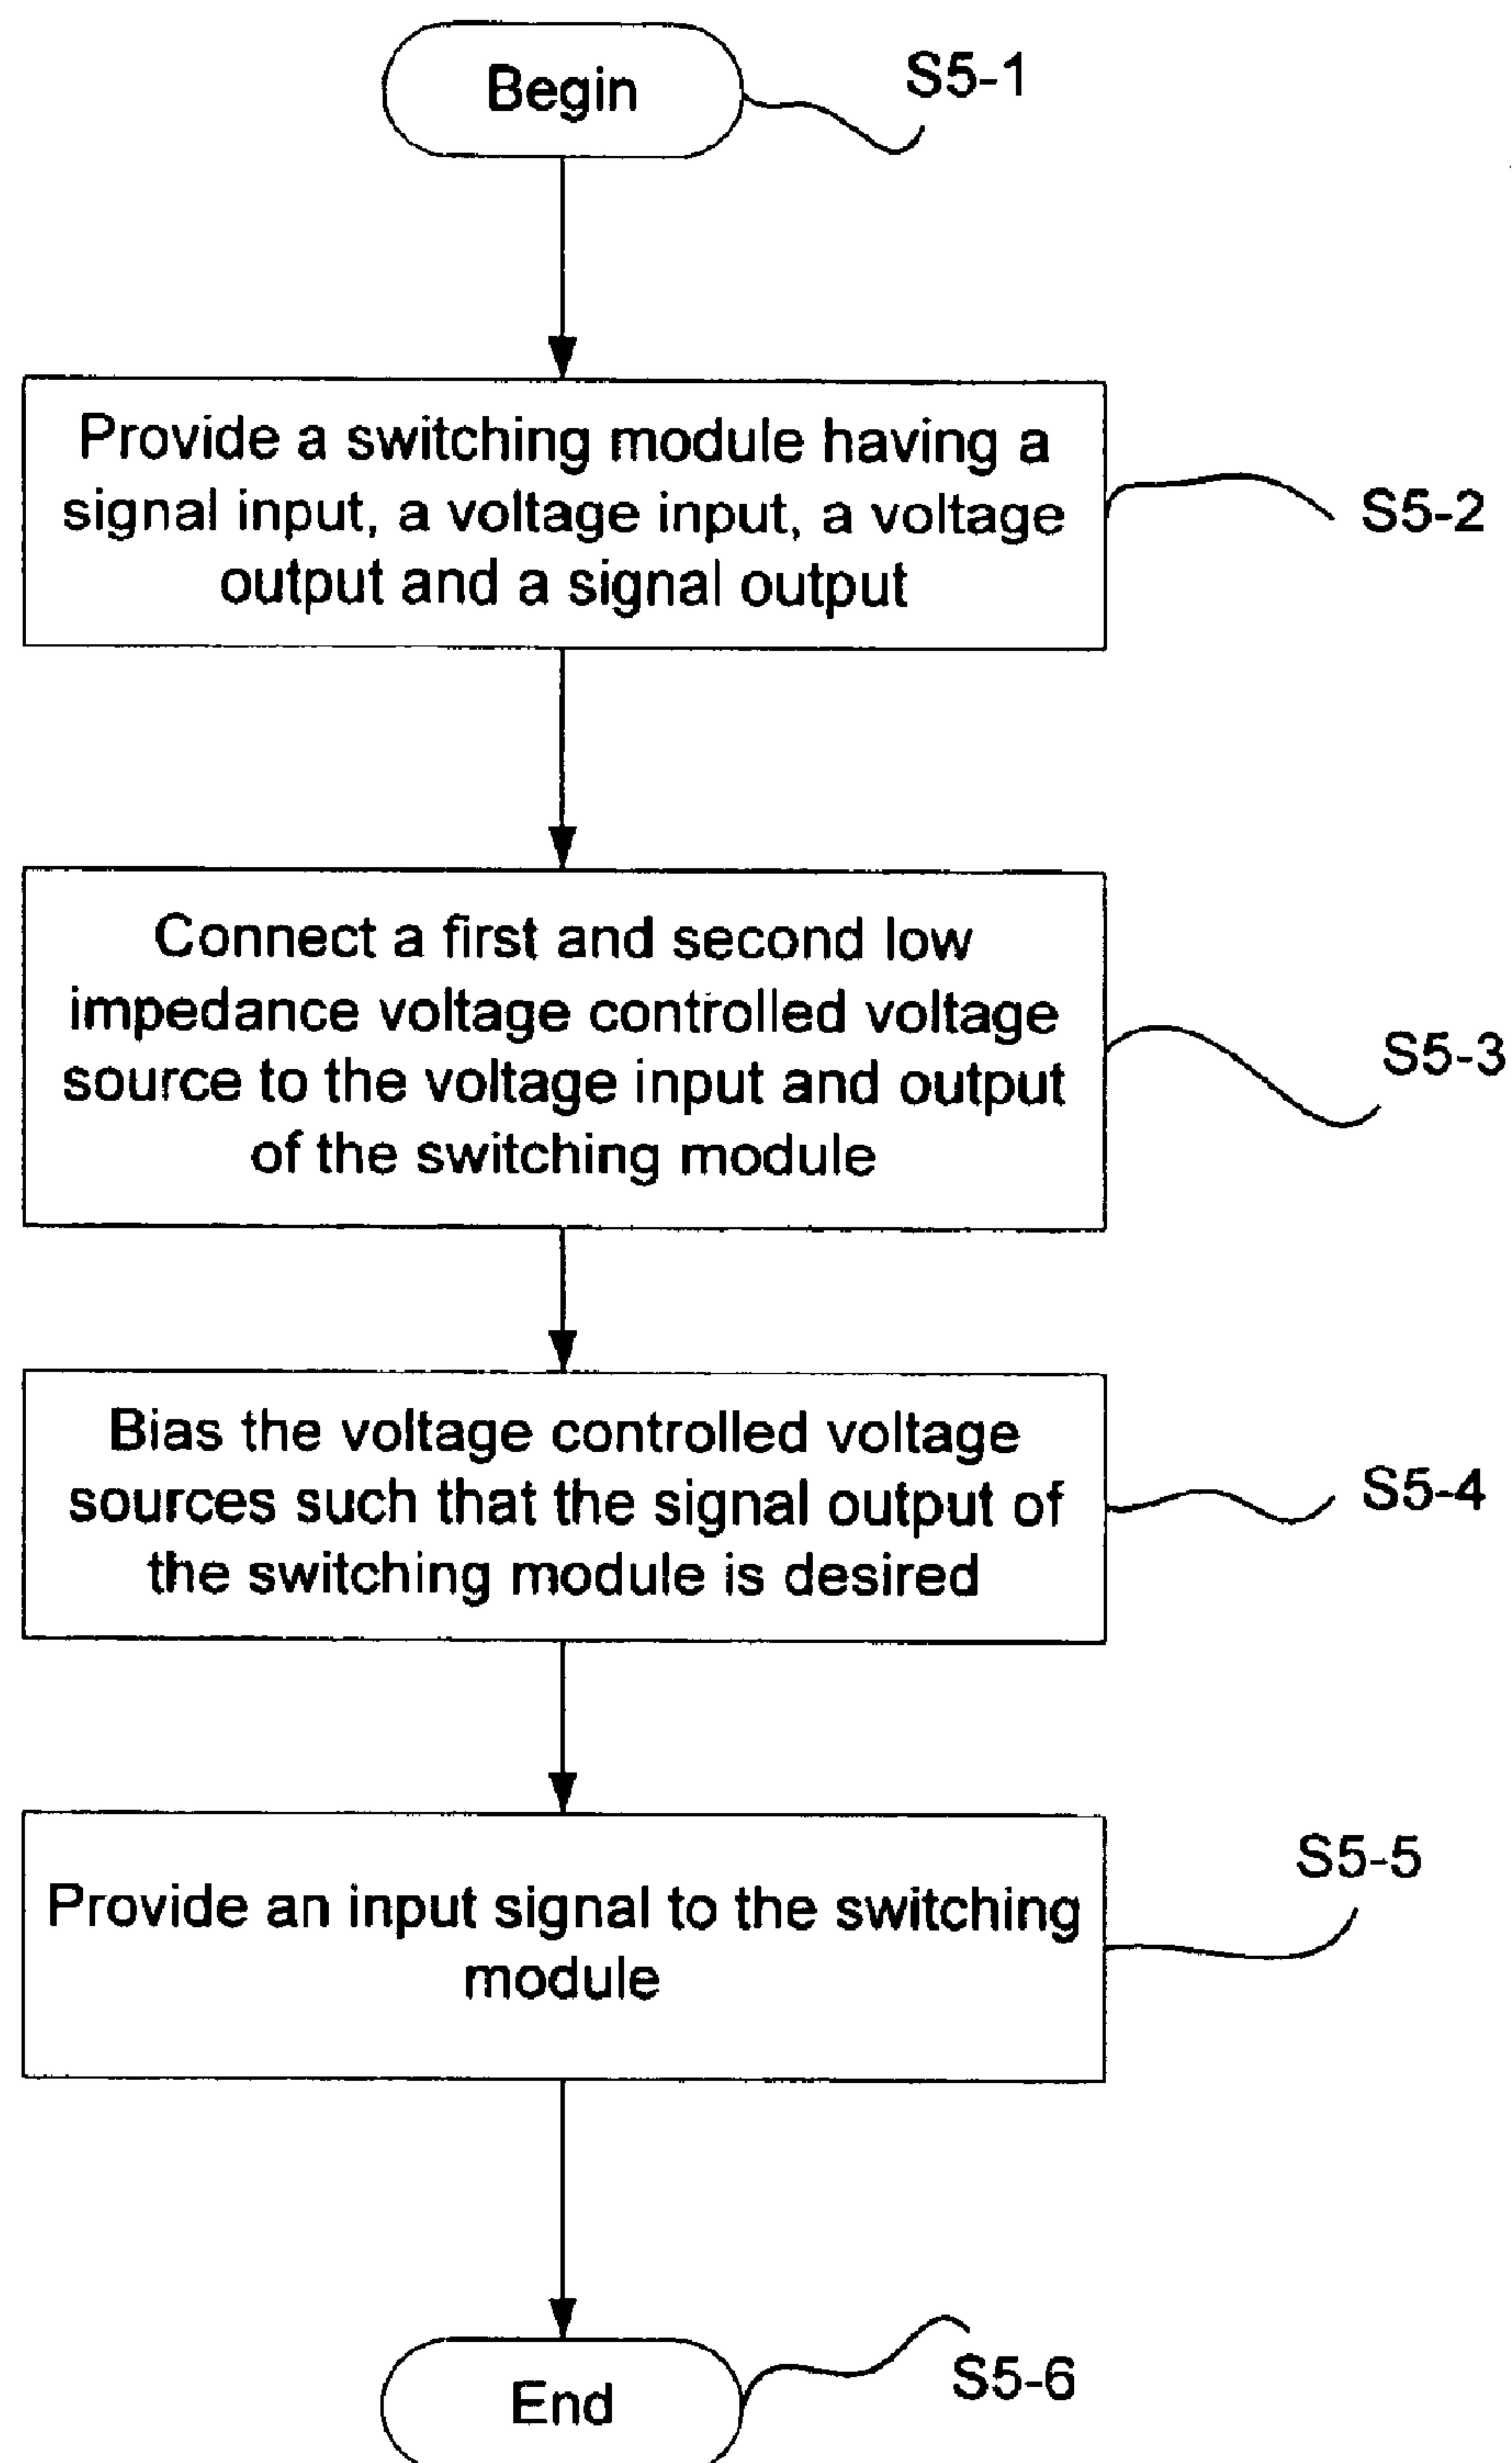 Begin
S5-1
Provide a switching module having a
signal input, a voltage input, a voltage
output and a signal output
S5-2
Connect a first and second low
impedance voltage controlled voltage
source to the voltage input and output
of the switching module
S5-3
Bias the voltage controlled voltage
sources such that the signal output of
the switching module is desired
S5-4
Provide an input signal to the switching
module
S5-5
End
S5-6